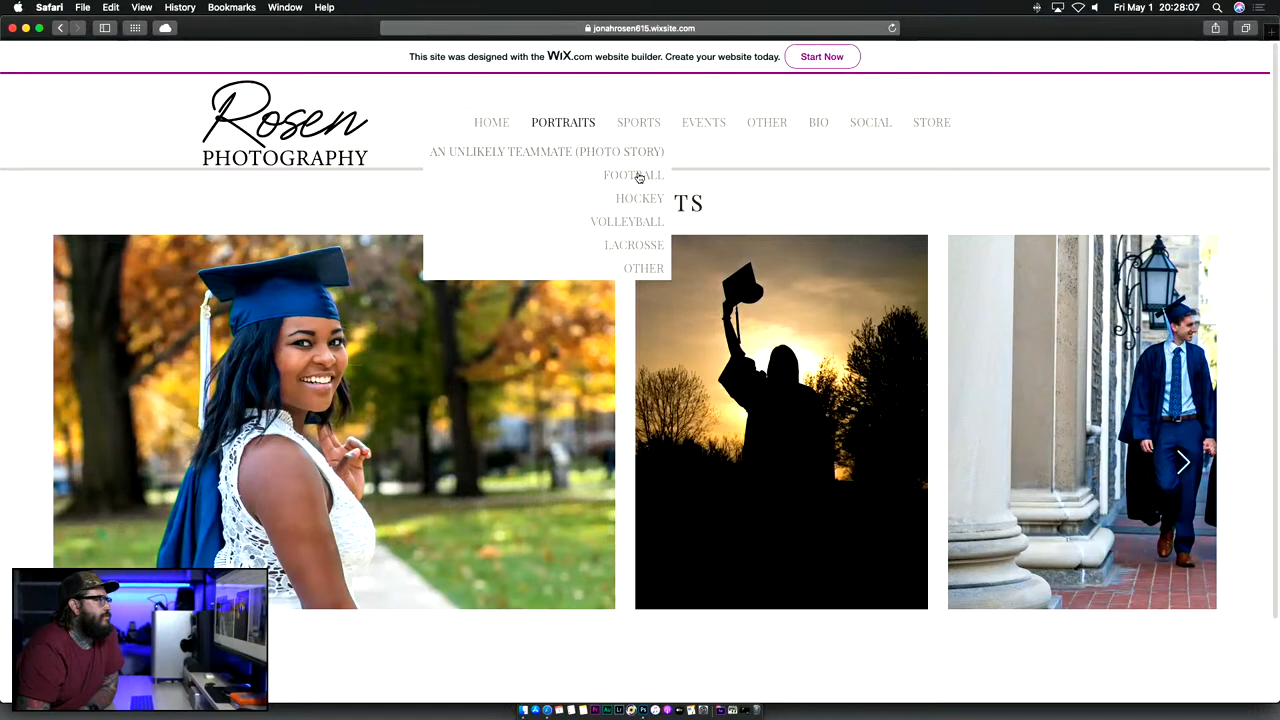 Safari File Edit View History Bookmarks Window Help Fri May 1 20:28:07
jonahrosen615.wixsite.com
This site was designed with the WiX.com website builder. Create your website today. Start Now
Rosen
PHOTOGRAPHY
HOME PORTRAITS SPORTS EVENTS OTHER BIO SOCIAL STORE
AN UNLIKELY TEAMMATE (PHOTO STORY)
FOOTBALL
HOCKEY
VOLLEYBALL
LACROSSE
OTHER
TS